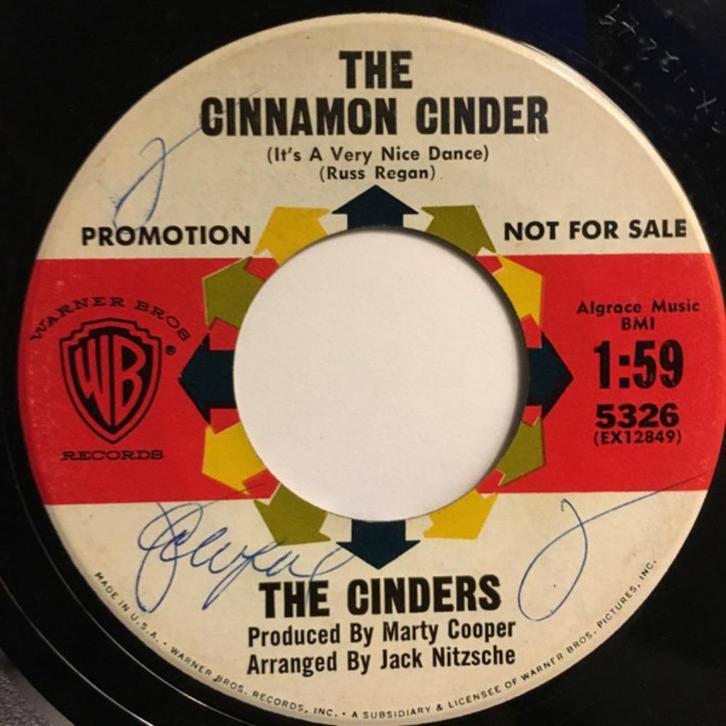 THE
CINNAMON CINDER
(It's A Very Nice Dance)
(Russ Regan)
PROMOTION
NOT FOR SALE
WARNER BROS
WB
®
RECORDS
Algrace Music
BMI
1:59
5326
(EX12849)
THE CINDERS
Produced By Marty Cooper
Arranged By Jack Nitzsche
MADE IN U.S.A. • WARNER BROS. RECORDS, INC. • A SUBSIDIARY & LICENSEE OF WARNER BROS. PICTURES, INC.